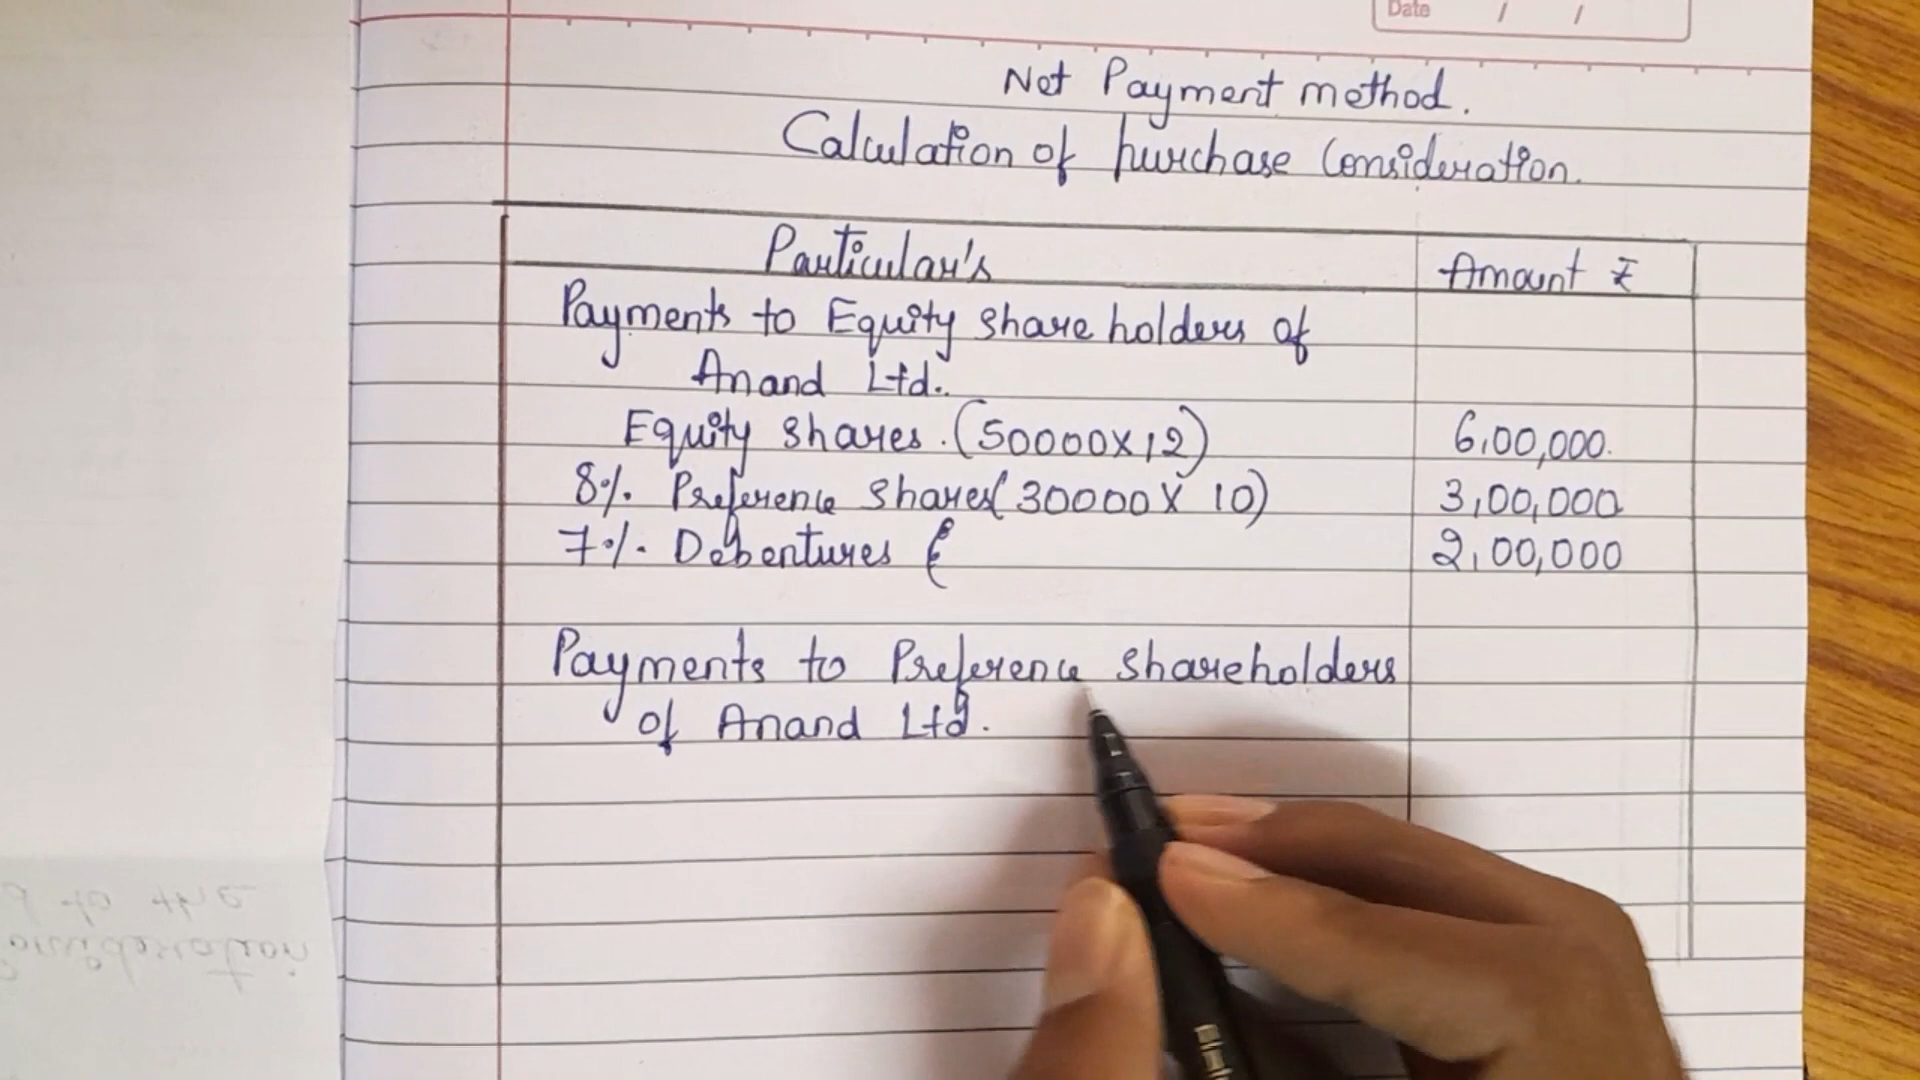 Date / /
Net Payment method.
Calculation of purchase Consideration.
Particular's Amount ₹
Payments to Equity share holders of
Anand Ltd..
Equity shares. (50000×12) 6,00,000.
8%. Preference shares( 30000 × 10) 3,00,000
7%. Debentures ( 2,00,000
Payments to Preference shareholders
of Anand Ltd.